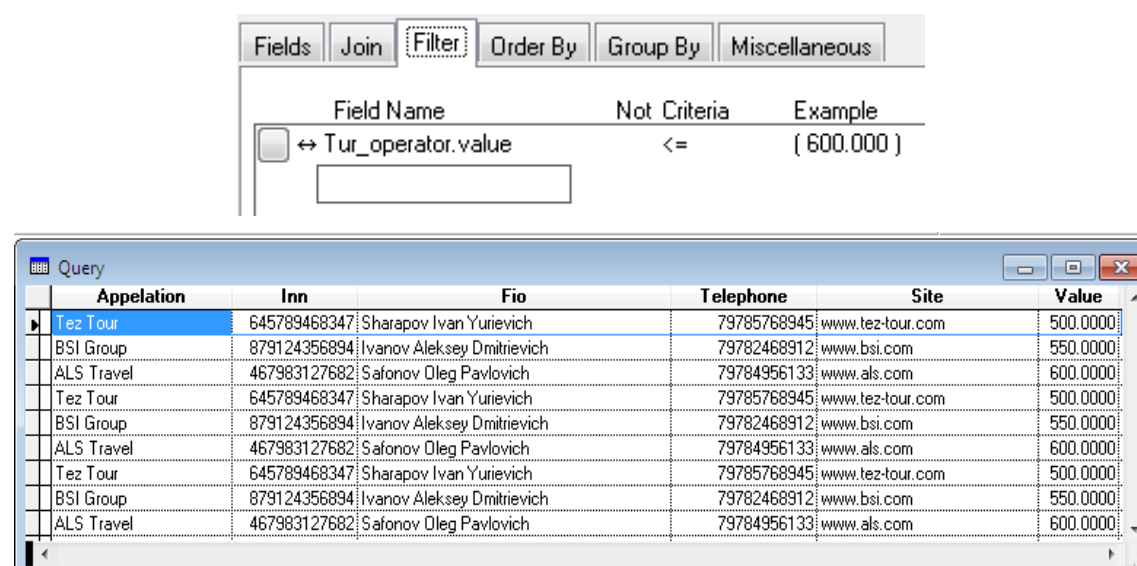 Fields Join Filter Order By Group By Miscellaneous
Field Name Not Criteria Example
↔ Tur_operator.value <= ( 600.000 )
Query
Appelation Inn Fio Telephone Site Value
Tez Tour 645789468347 Sharapov Ivan Yurievich 79785768945 www.tez-tour.com 500.0000
BSI Group 879124356894 Ivanov Aleksey Dmitrievich 79782468912 www.bsi.com 550.0000
ALS Travel 467983127682 Safonov Oleg Pavlovich 79784956133 www.als.com 600.0000
Tez Tour 645789468347 Sharapov Ivan Yurievich 79785768945 www.tez-tour.com 500.0000
BSI Group 879124356894 Ivanov Aleksey Dmitrievich 79782468912 www.bsi.com 550.0000
ALS Travel 467983127682 Safonov Oleg Pavlovich 79784956133 www.als.com 600.0000
Tez Tour 645789468347 Sharapov Ivan Yurievich 79785768945 www.tez-tour.com 500.0000
BSI Group 879124356894 Ivanov Aleksey Dmitrievich 79782468912 www.bsi.com 550.0000
ALS Travel 467983127682 Safonov Oleg Pavlovich 79784956133 www.als.com 600.0000